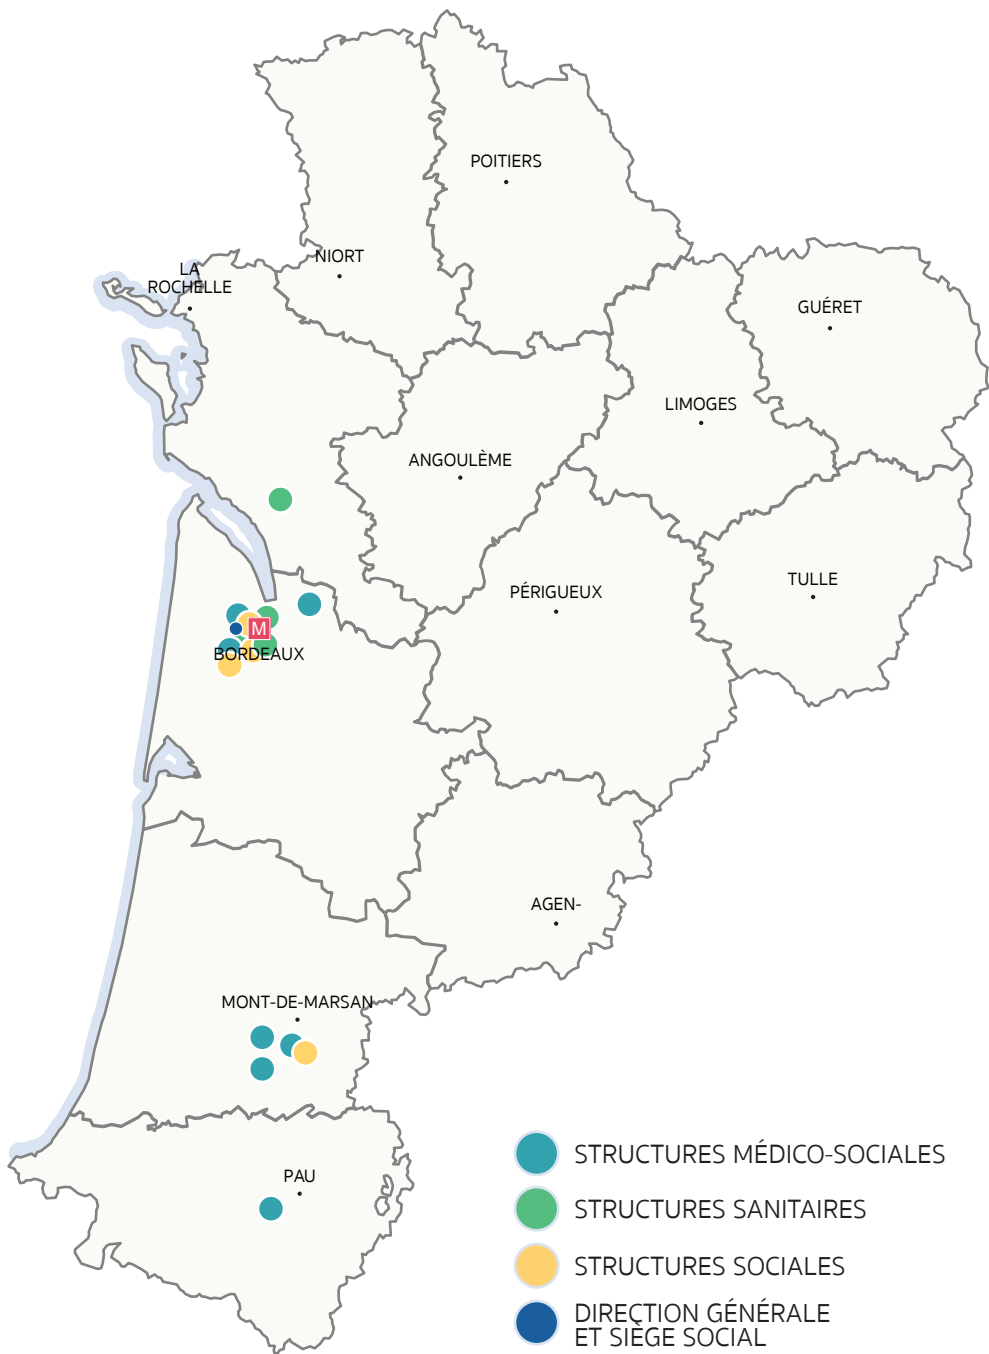 POITIERS
NIORT
LA
ROCHELLE
GUÉRET
LIMOGES
ANGOULÊME
TULLE
PÉRIGUEUX
M
BORDEAUX
AGEN-
MONT-DE-MARSAN
PAU
STRUCTURES MÉDICO-SOCIALES
STRUCTURES SANITAIRES
STRUCTURES SOCIALES
DIRECTION GÉNÉRALE
ET SIÈGE SOCIAL